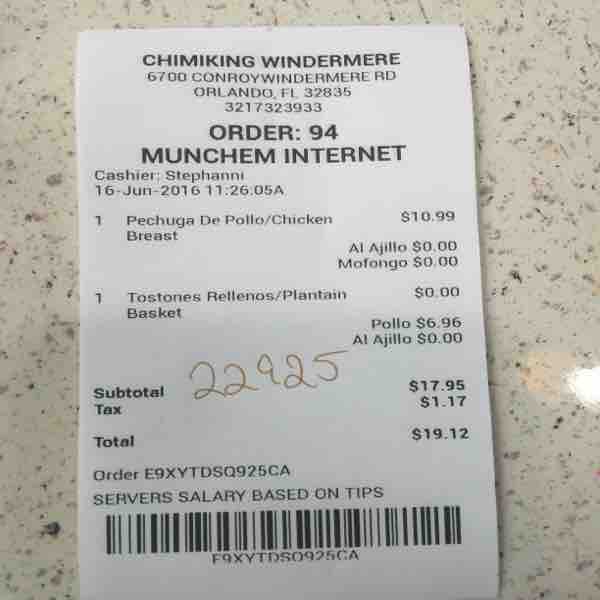 CHIMIKING WINDERMERE
6700 CONROYWINDERMERE RD
ORLANDO, FL 32835
3217323933
ORDER: 94
MUNCHEM INTERNET
Cashier: Stephanni
16-Jun-2016 11:26:05A
1 Pechuga De Pollo/Chicken Breast $10.99
Al Ajillo $0.00
Mofongo $0.00
1 Tostones Rellenos/Plantain Basket $0.00
Pollo $6.96
Al Ajillo $0.00
22925
Subtotal $17.95
Tax $1.17
Total $19.12
Order E9XYTDSQ925CA
SERVERS SALARY BASED ON TIPS
E9XYTDSQ925CA